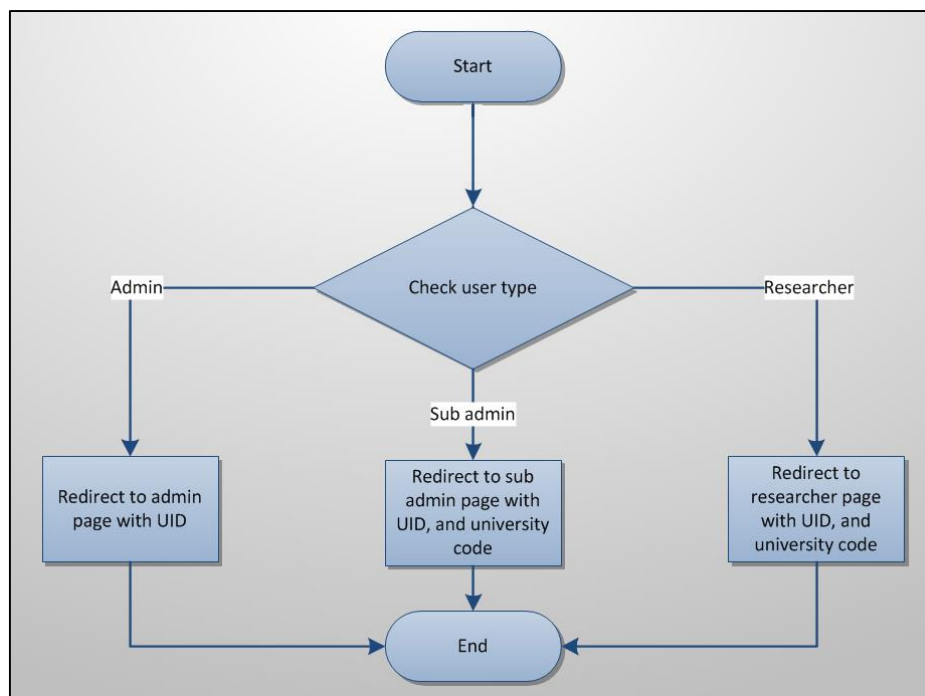 Start
Check user type
Admin
Researcher
Sub admin
Redirect to admin
page with UID
Redirect to sub
admin page with
UID, and university
code
Redirect to
researcher page
with UID, and
university code
End